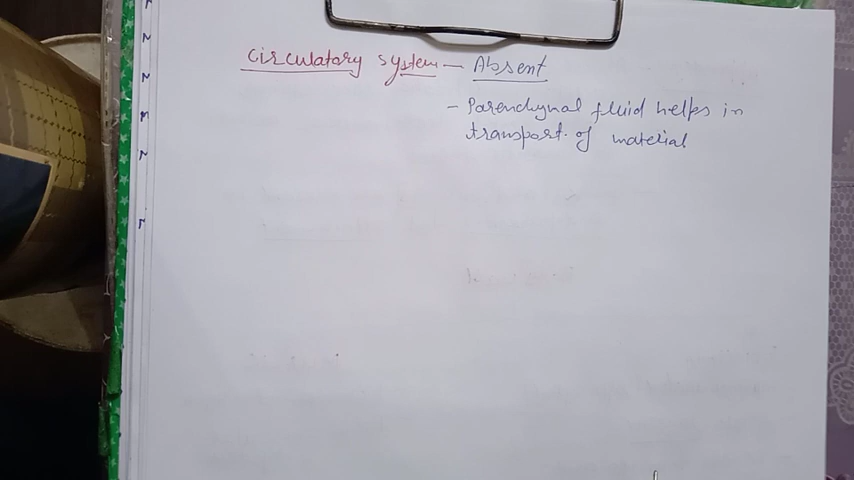 circulatory system — Absent
- Parenchymal fluid helps in
transport of material